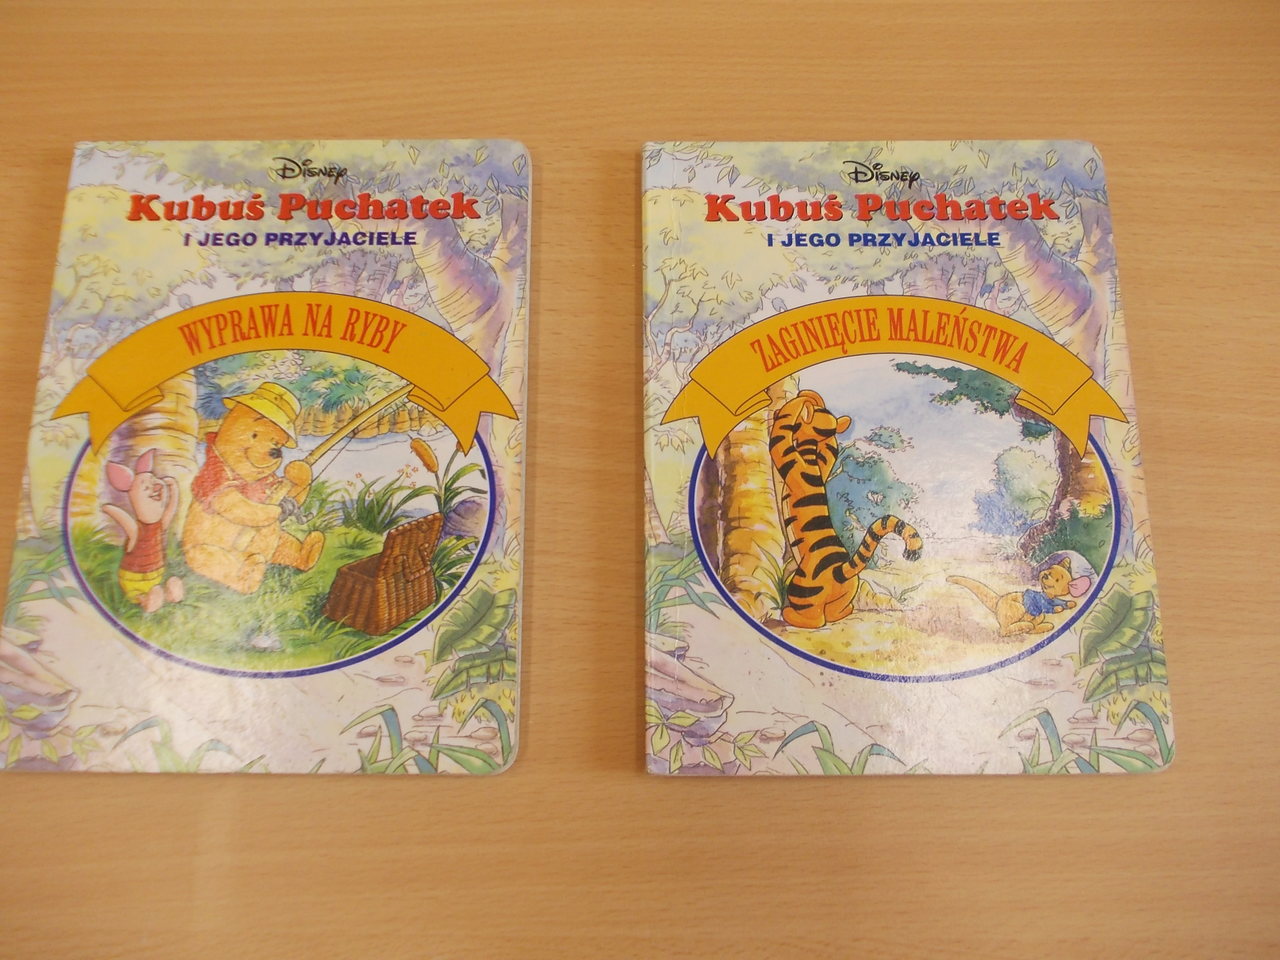 Disney
Kubuś Puchatek
I JEGO PRZYJACIELE
WYPRAWA NA RYBY
Disney
Kubuś Puchatek
I JEGO PRZYJACIELE
ZAGINIĘCIE MALEŃSTWA